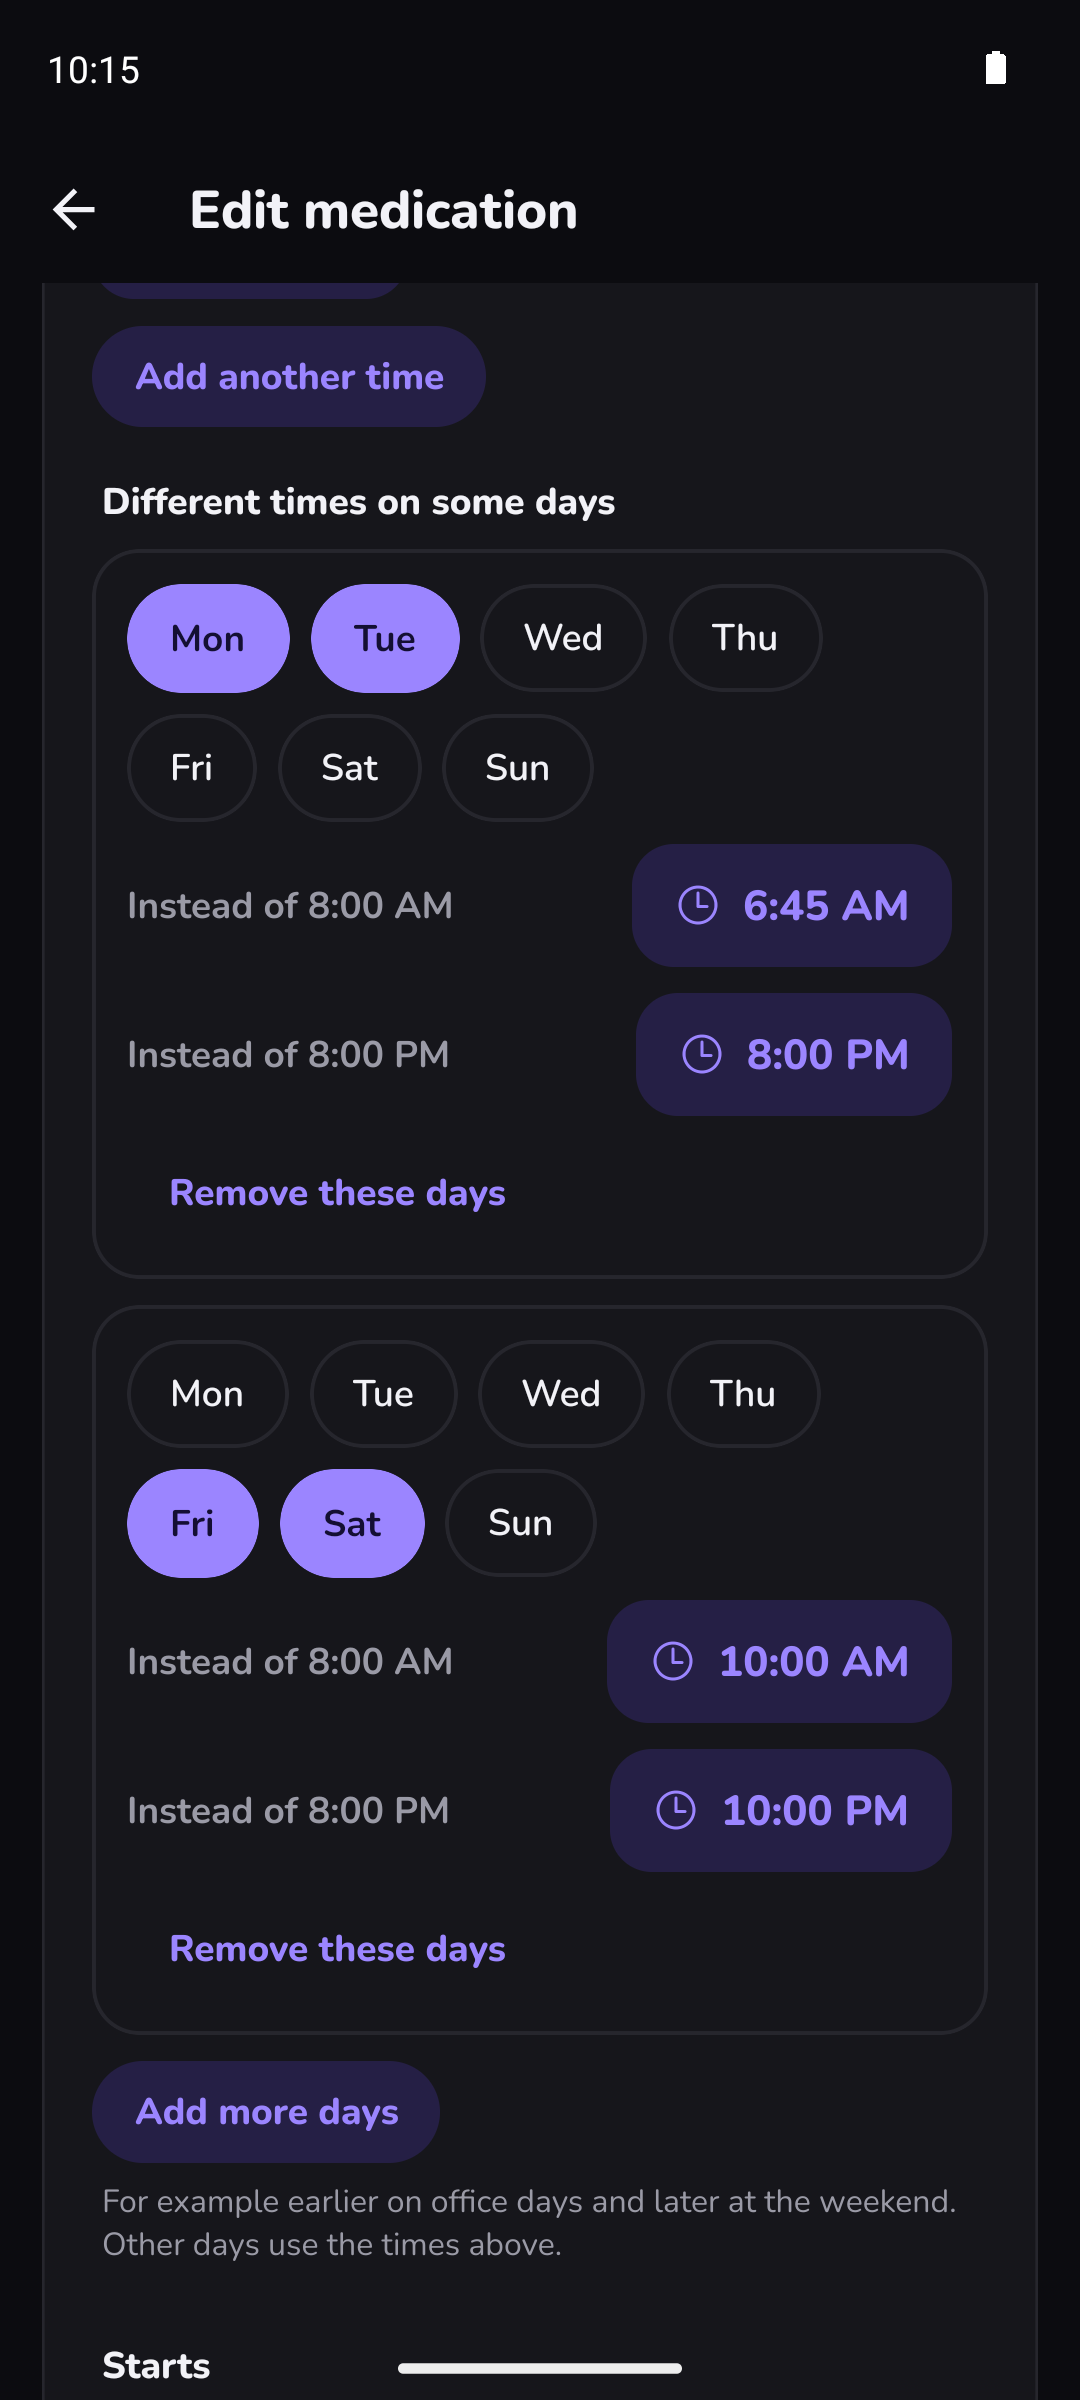 10:15
Edit medication
Add another time
Different times on some days
Mon Tue Wed Thu
Fri Sat Sun
Instead of 8:00 AM 6:45 AM
Instead of 8:00 PM 8:00 PM
Remove these days
Mon Tue Wed Thu
Fri Sat Sun
Instead of 8:00 AM 10:00 AM
Instead of 8:00 PM 10:00 PM
Remove these days
Add more days
For example earlier on office days and later at the weekend.
Other days use the times above.
Starts